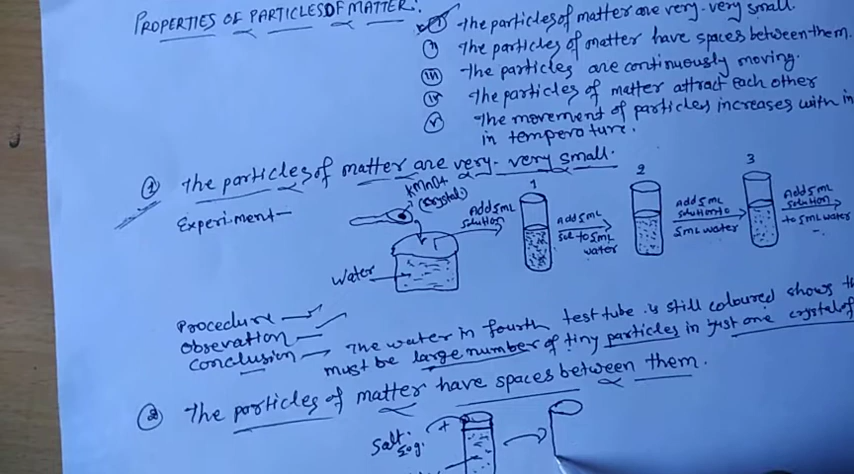 PROPERTIES OF PARTICLES OF MATTER:
(i) The particles of matter are very-very small.
(ii) The particles of matter have spaces between them.
(iii) The particles are continuously moving.
(iv) The particles of matter attract Each other
(v) The movement of particles increases with in
in temperature.
(1) The particles of matter are very-very small.
Experiment-
KMnO4
(crystal)
Water
Add 5mL
solution
1
Add 5mL
sol to 5mL
water
2
Add 5mL
solution to
5mL water
3
Add 5mL
solution
to 5mL water
Procedure
Obsevation
Conclusion → The water in fourth test tube is still coloured shows
must be large number of tiny particles in just one crystal of
(2) The particles of matter have spaces between them.
Salt.
50g. +